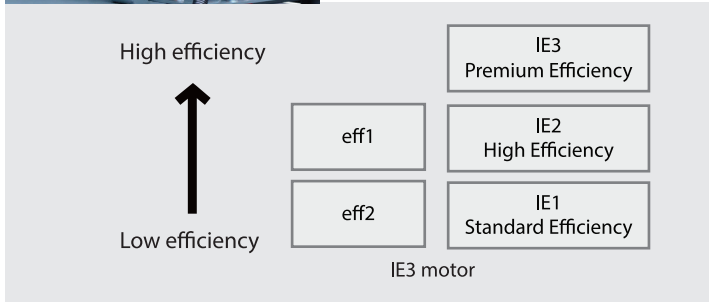 High efficiency
IE3
Premium Efficiency
eff1
IE2
High Efficiency
eff2
IE1
Standard Efficiency
Low efficiency
IE3 motor